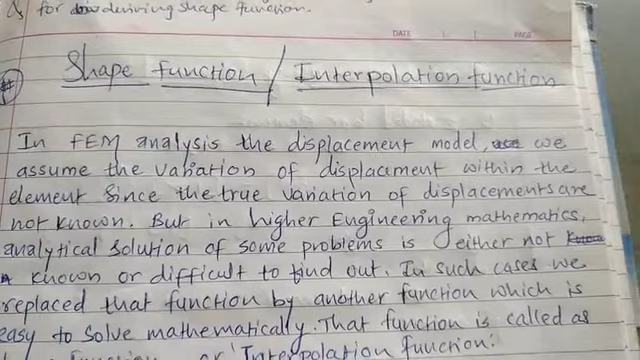 for deriving shape function.
DATE
PAGE
Shape function / Interpolation function
In FEM analysis the displacement model, we
assume the variation of displacement within the
element since the true variation of displacements are
not known. But in higher Engineering mathematics,
analytical solution of some problems is either not
known or difficult to find out. In such cases we
replaced that function by another function which is
easy to solve mathematically. That function is called as
function or 'Interpolation function.'